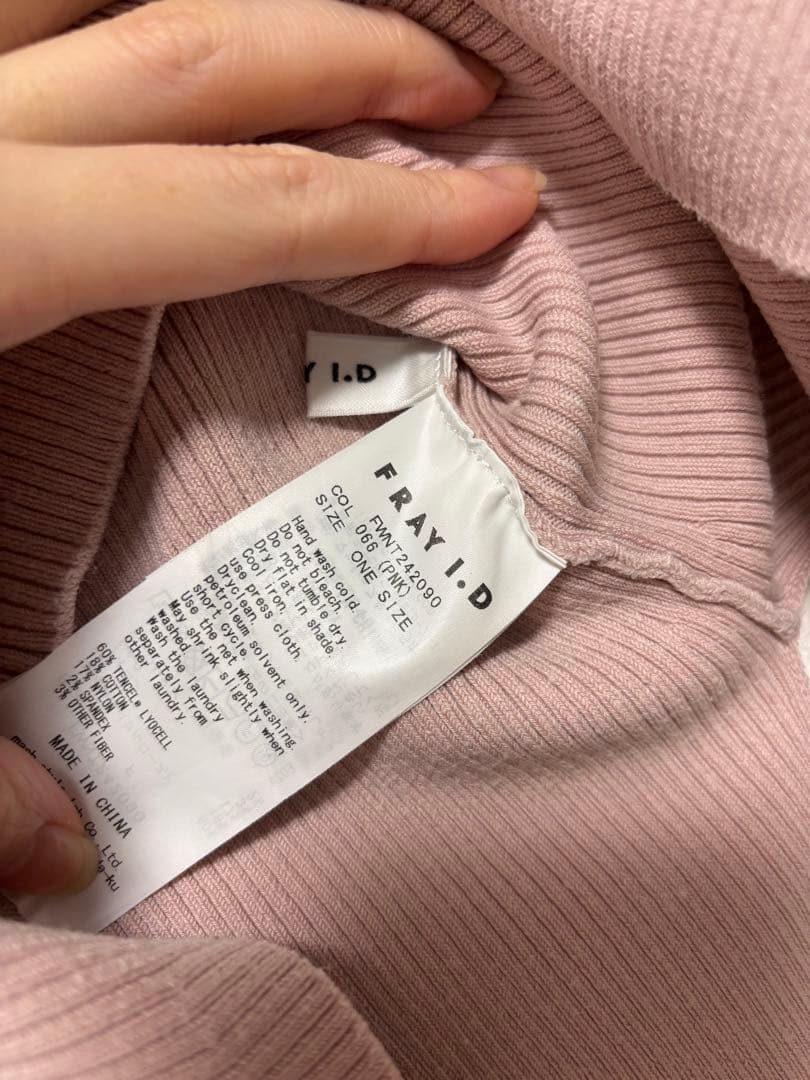 Y I.D
FRAY I.D
FWNT242090
COL 066 (PNK)
SIZE ONE SIZE
Hand wash cold.
Do not bleach.
Do not tumble dry.
Dry flat in shade.
Cool iron.
use press cloth.
Dryclean.
petroleum solvent only.
short cycle.
Use the net when washing.
May shrink slightly when
washed.
Wash the laundry
separately from
other laundry.
60% TENCEL® LYOCELL
18% COTTON
17% NYLON
2% SPANDEX
3% OTHER FIBER
MADE IN CHINA
Co. Ltd.